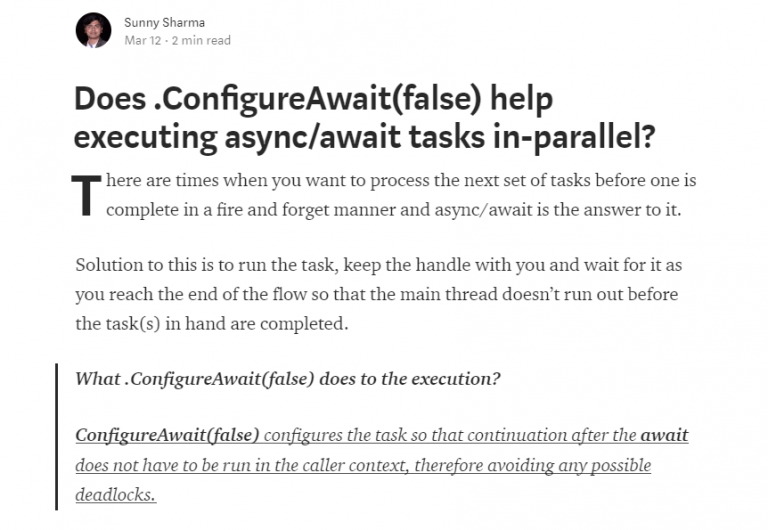 Sunny Sharma
Mar 12 · 2 min read
Does .ConfigureAwait(false) help
executing async/await tasks in-parallel?
There are times when you want to process the next set of tasks before one is
complete in a fire and forget manner and async/await is the answer to it.
Solution to this is to run the task, keep the handle with you and wait for it as
you reach the end of the flow so that the main thread doesn’t run out before
the task(s) in hand are completed.
What .ConfigureAwait(false) does to the execution?
ConfigureAwait(false) configures the task so that continuation after the await
does not have to be run in the caller context, therefore avoiding any possible
deadlocks.